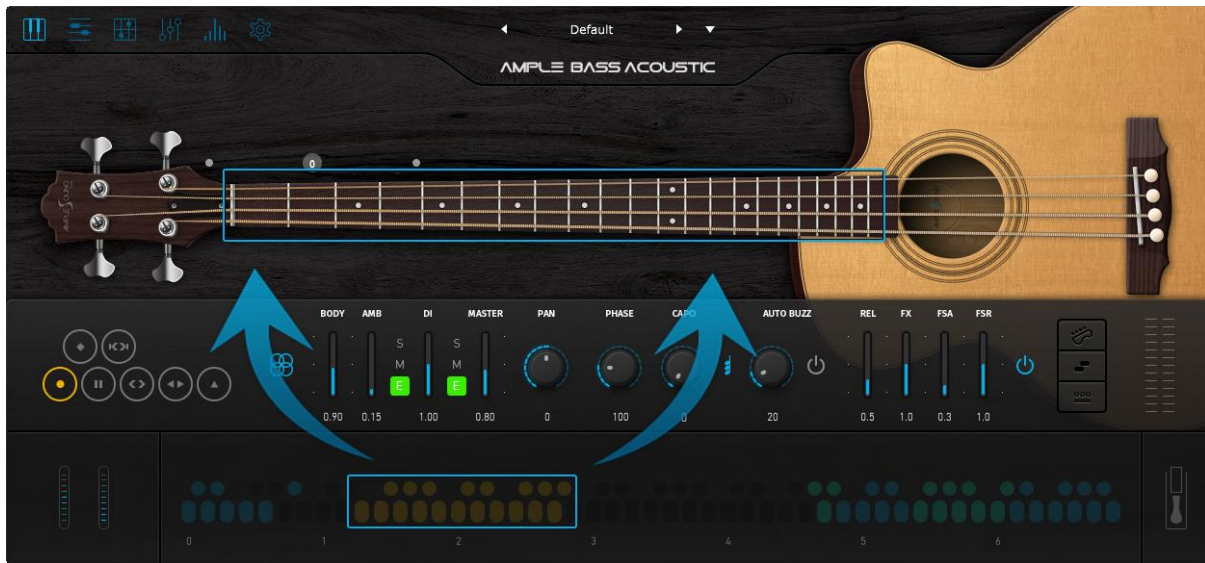 Default
AMPLE BASS ACOUSTIC
AMPLE SOUND
0
BODY AMB DI MASTER PAN PHASE CAPO AUTO BUZZ REL FX FSA FSR
S S
M M
E E
0.90 0.15 1.00 0.80 0 100 0 20 0.5 1.0 0.3 1.0
0 1 2 3 4 5 6